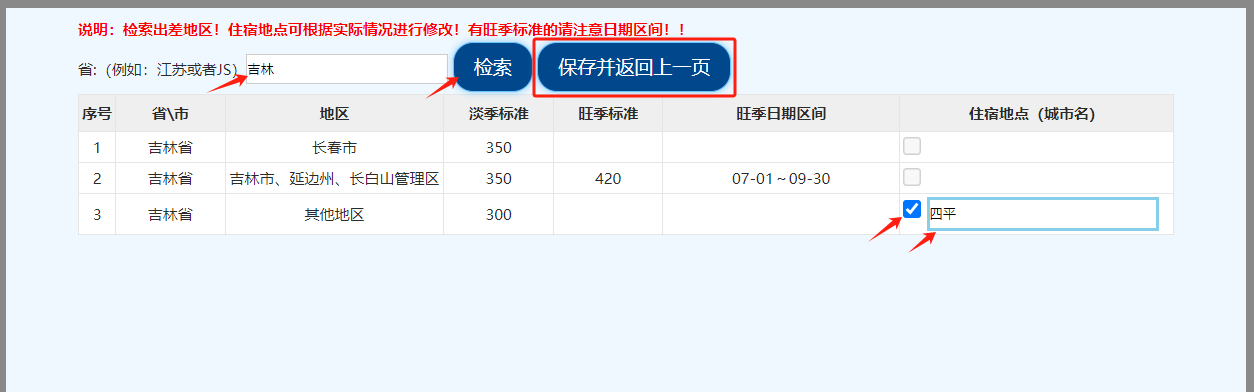 说明：检索出差地区！住宿地点可根据实际情况进行修改！有旺季标准的请注意日期区间！！
省:（例如：江苏或者JS） 吉林 检索 保存并返回上一页
序号 省\市 地区 淡季标准 旺季标准 旺季日期区间 住宿地点（城市名）
1 吉林省 长春市 350
2 吉林省 吉林市、延边州、长白山管理区 350 420 07-01～09-30
3 吉林省 其他地区 300 四平